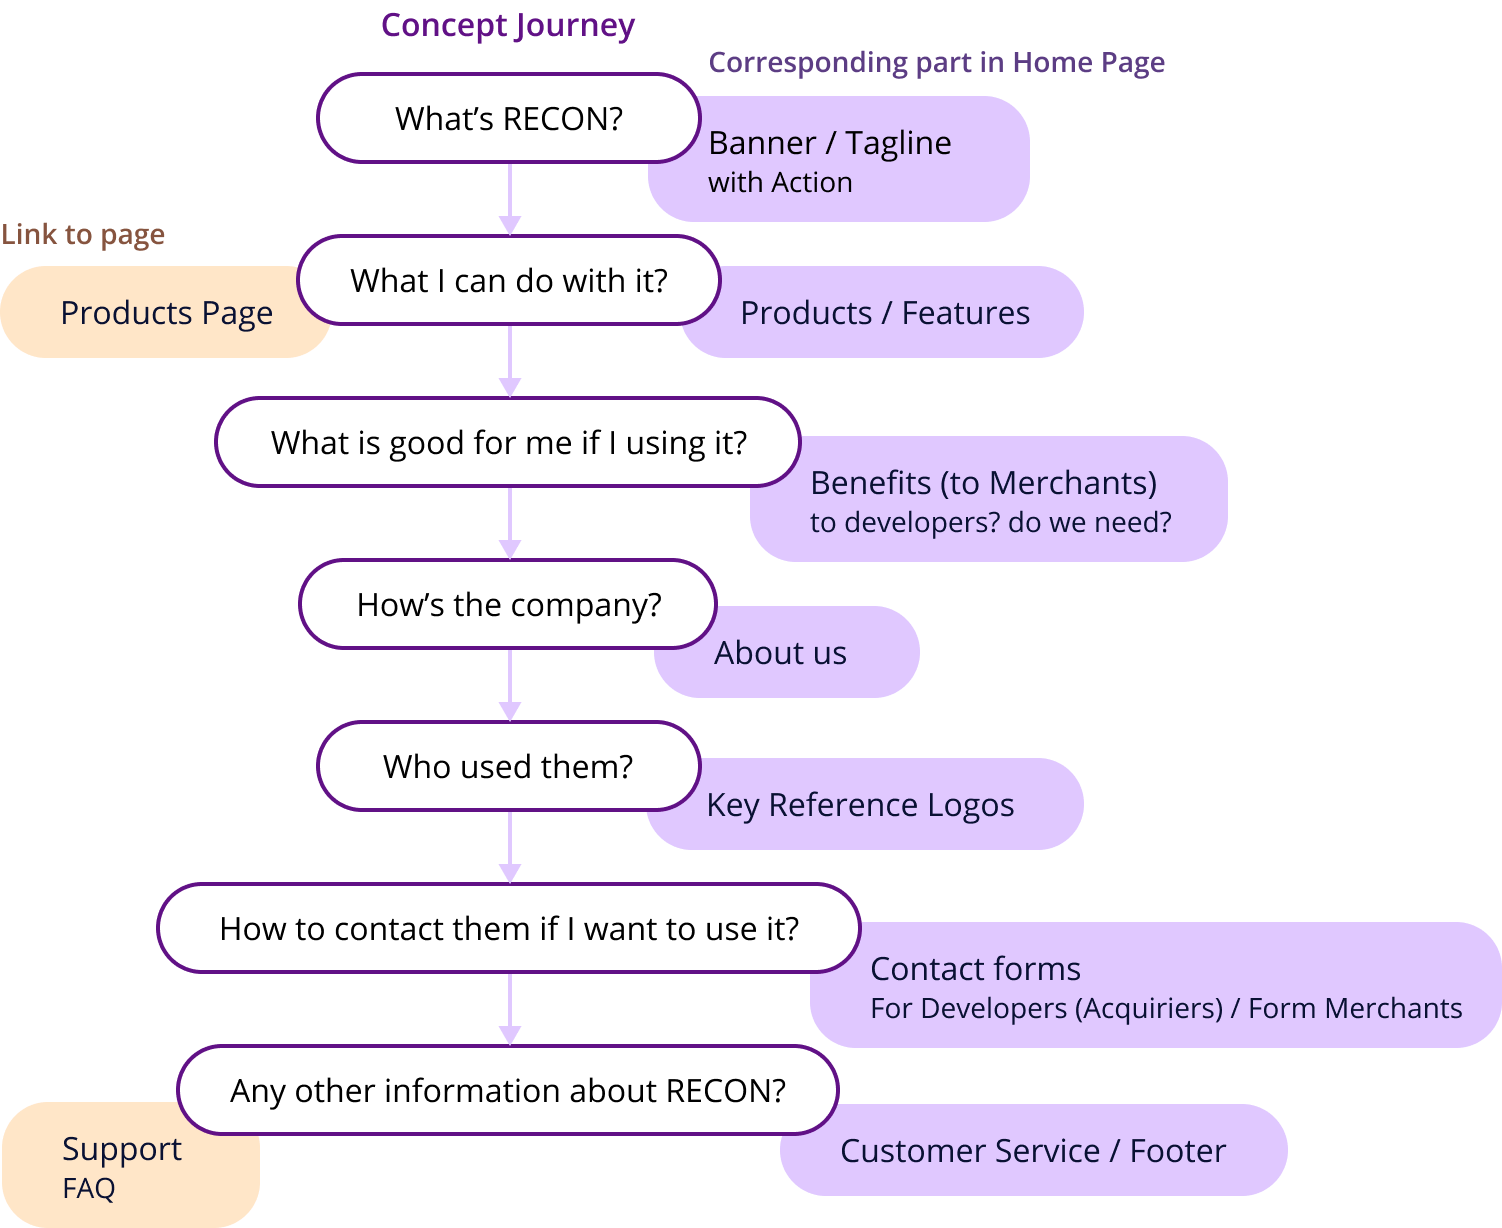 Concept Journey
Corresponding part in Home Page
What’s RECON?
Banner / Tagline
with Action
Link to page
What I can do with it?
Products Page
Products / Features
What is good for me if I using it?
Benefits (to Merchants)
to developers? do we need?
How’s the company?
About us
Who used them?
Key Reference Logos
How to contact them if I want to use it?
Contact forms
For Developers (Acquiriers) / Form Merchants
Any other information about RECON?
Support
FAQ
Customer Service / Footer